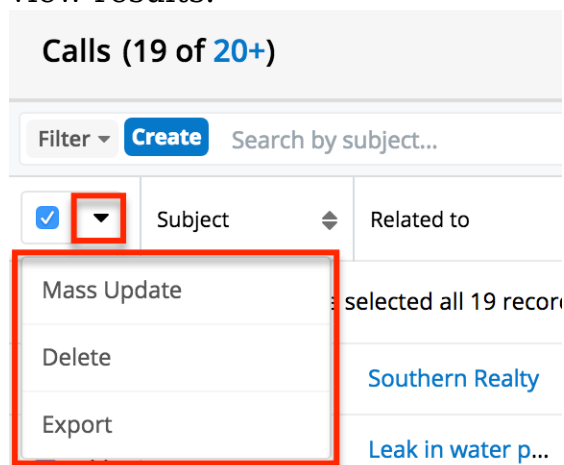 Calls (19 of 20+)
Filter Create Search by subject...
Subject Related to
Mass Update
selected all 19
Delete
Southern Realty
Export
Leak in water p...